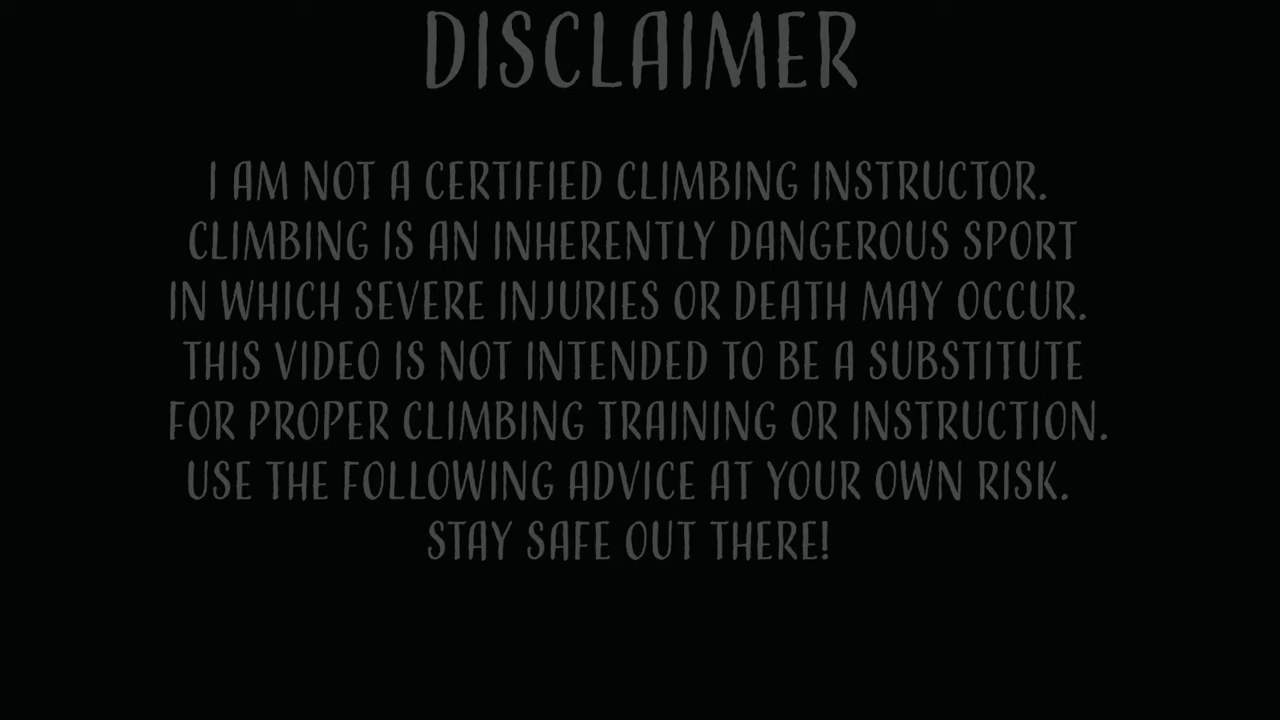 DISCLAIMER
I AM NOT A CERTIFIED CLIMBING INSTRUCTOR.
CLIMBING IS AN INHERENTLY DANGEROUS SPORT
IN WHICH SEVERE INJURIES OR DEATH MAY OCCUR.
THIS VIDEO IS NOT INTENDED TO BE A SUBSTITUTE
FOR PROPER CLIMBING TRAINING OR INSTRUCTION.
USE THE FOLLOWING ADVICE AT YOUR OWN RISK.
STAY SAFE OUT THERE!